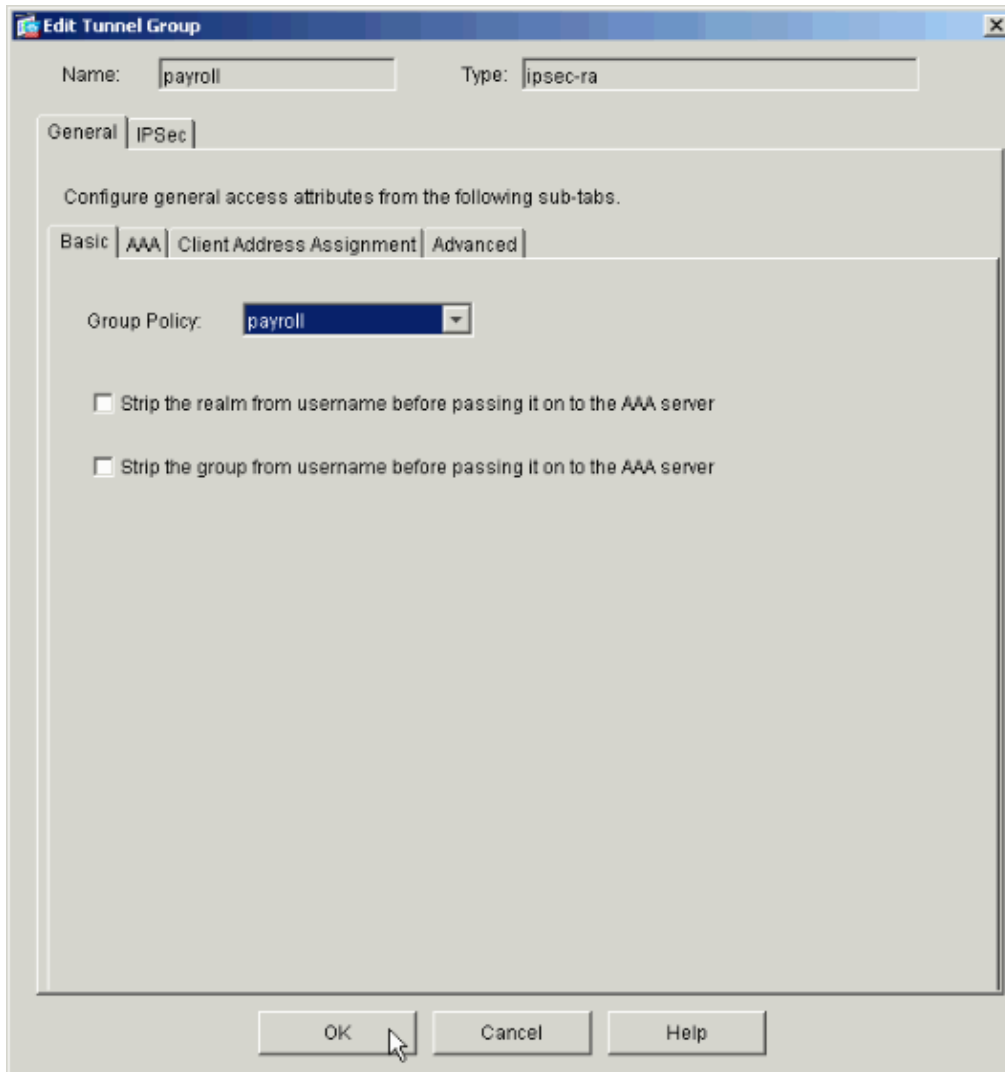 Edit Tunnel Group
Name: payroll Type: ipsec-ra
General IPSec
Configure general access attributes from the following sub-tabs.
Basic AAA Client Address Assignment Advanced
Group Policy: payroll
Strip the realm from username before passing it on to the AAA server
Strip the group from username before passing it on to the AAA server
OK Cancel Help